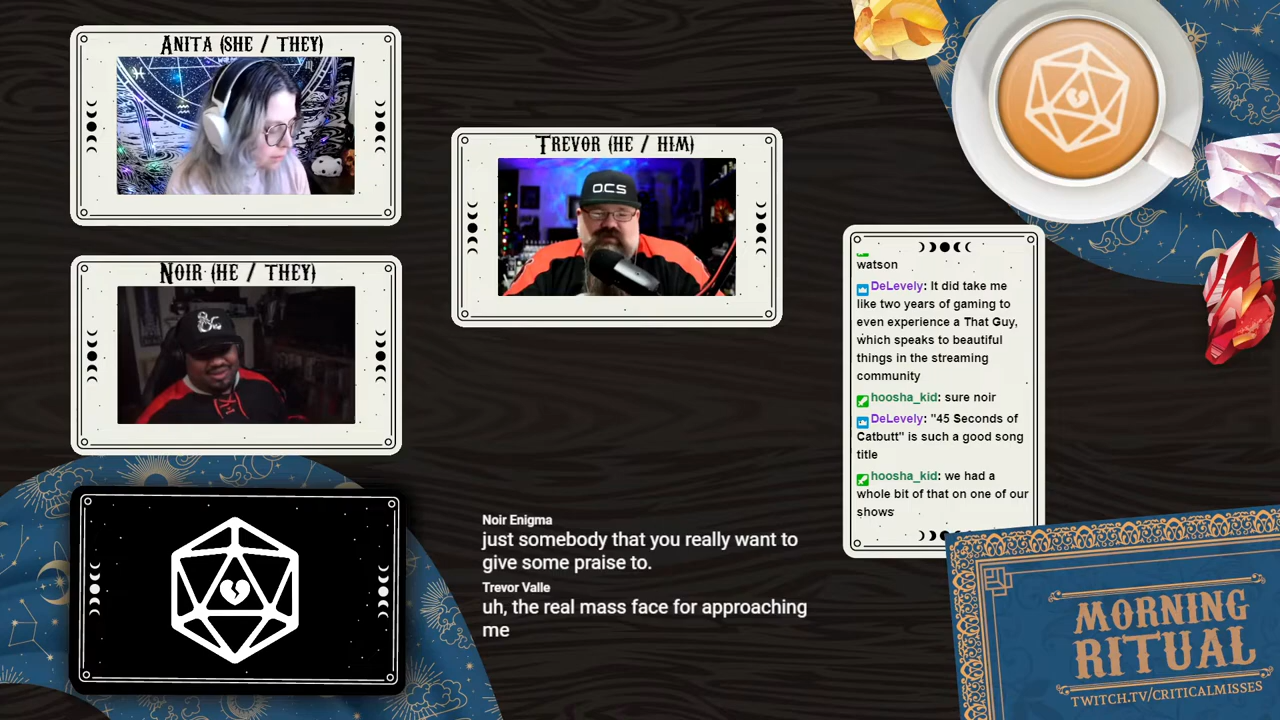 ANITA (SHE / THEY)
TREVOR (HE / HIM)
OCS
NOIR (HE / THEY)
watson
DeLevely: It did take me
like two years of gaming to
even experience a That Guy,
which speaks to beautiful
things in the streaming
community
hoosha_kid: sure noir
DeLevely: "45 Seconds of
Catbutt" is such a good song
title
hoosha_kid: we had a
whole bit of that on one of our
shows
Noir Enigma
just somebody that you really want to
give some praise to.
Trevor Valle
uh, the real mass face for approaching
me
MORNING
RITUAL
TWITCH.TV/CRITICALMISSES